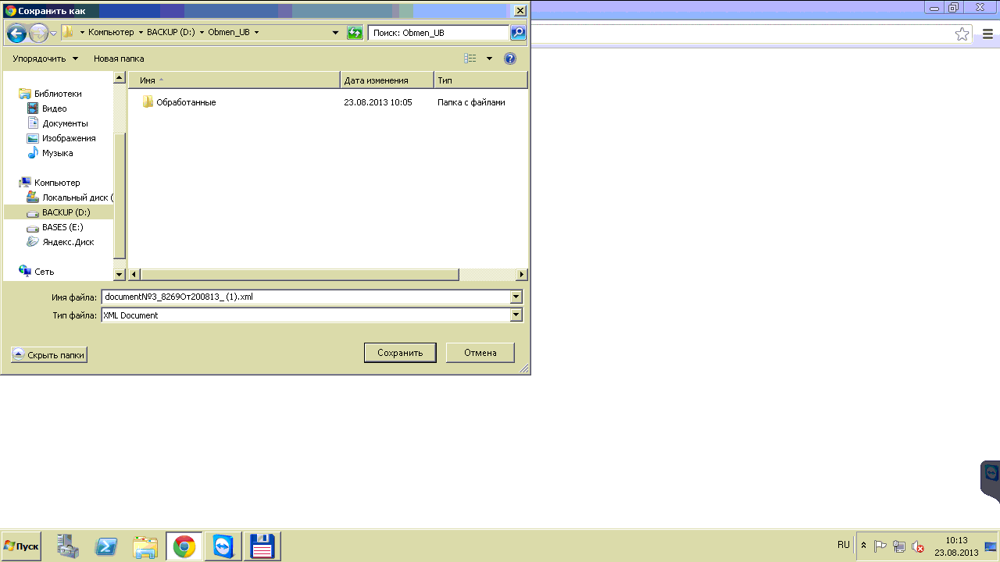 Сохранить как
Компьютер BACKUP (D:) Obmen_UB
Поиск: Obmen_UB
Упорядочить Новая папка
Имя Дата изменения Тип
Обработанные 23.08.2013 10:05 Папка с файлами
Библиотеки
Видео
Документы
Изображения
Музыка
Компьютер
Локальный диск (
BACKUP (D:)
BASES (E:)
Яндекс.Диск
Сеть
Имя файла: document№3_8269От200813_ (1).xml
Тип файла: XML Document
Скрыть папки Сохранить Отмена
Пуск RU 10:13
23.08.2013